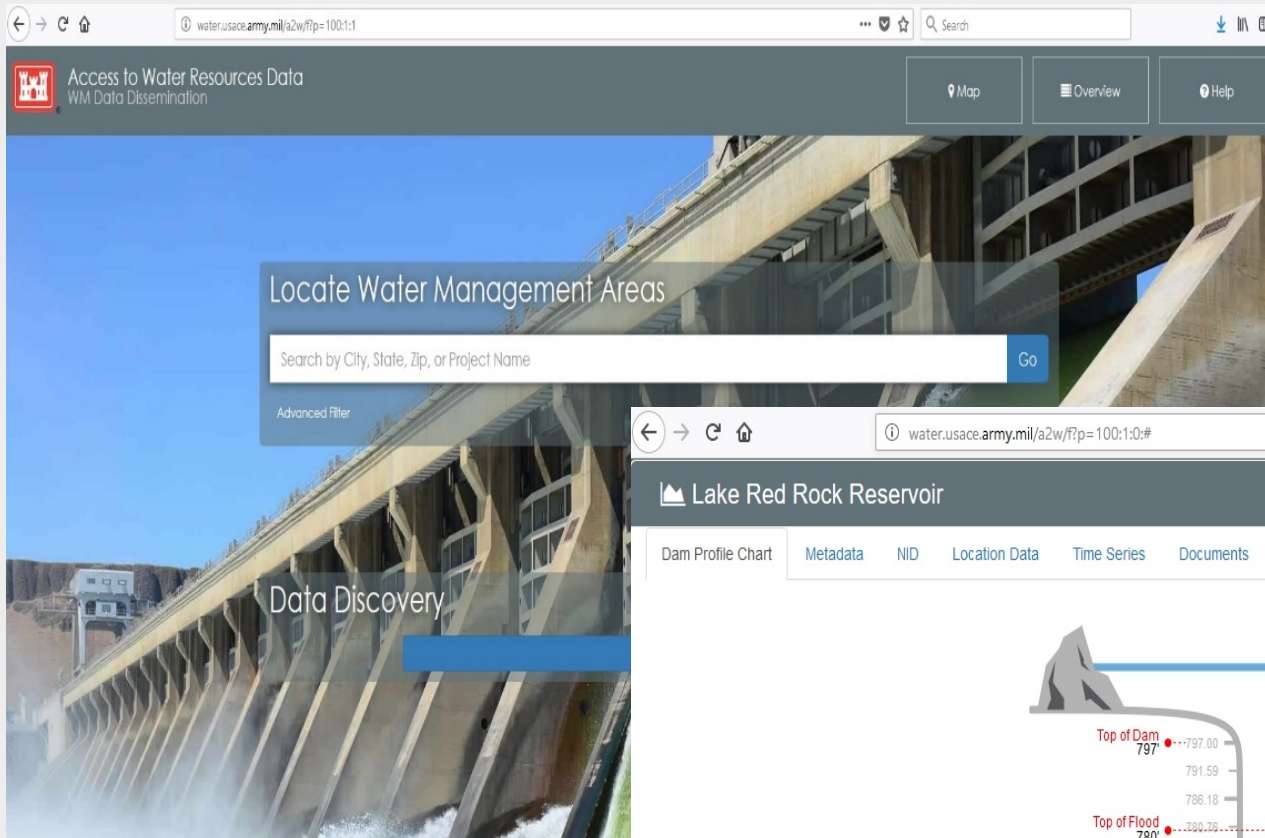 water.usace.army.mil/a2w/f?p=100:1:1
Search
Access to Water Resources Data
WM Data Dissemination
Map
Overview
Help
Locate Water Management Areas
Search by City, State, Zip, or Project Name
Go
Advanced Filter
Data Discovery
water.usace.army.mil/a2w/f?p=100:1:0:#
Lake Red Rock Reservoir
Dam Profile Chart Metadata NID Location Data Time Series Documents
Top of Dam
797'
797.00
791.59
786.18
Top of Flood
780'
780.76